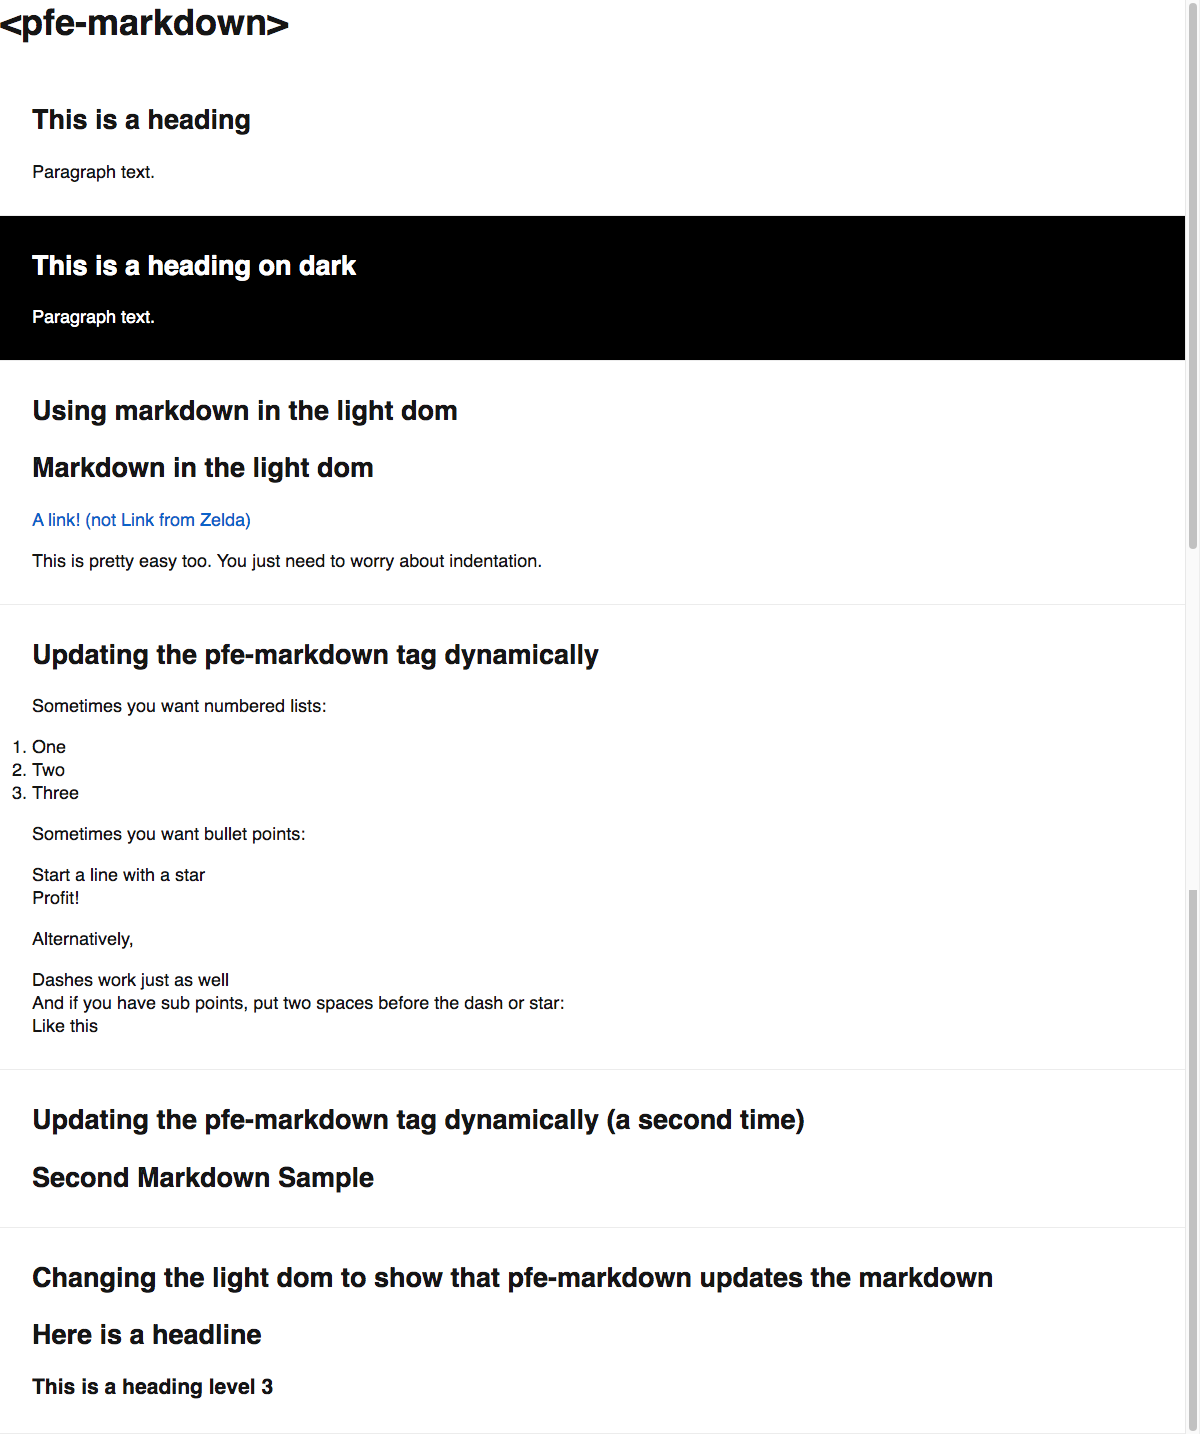 <pfe-markdown>
This is a heading
Paragraph text.
This is a heading on dark
Paragraph text.
Using markdown in the light dom
Markdown in the light dom
A link! (not Link from Zelda)
This is pretty easy too. You just need to worry about indentation.
Updating the pfe-markdown tag dynamically
Sometimes you want numbered lists:
1. One
2. Two
3. Three
Sometimes you want bullet points:
Start a line with a star
Profit!
Alternatively,
Dashes work just as well
And if you have sub points, put two spaces before the dash or star:
Like this
Updating the pfe-markdown tag dynamically (a second time)
Second Markdown Sample
Changing the light dom to show that pfe-markdown updates the markdown
Here is a headline
This is a heading level 3